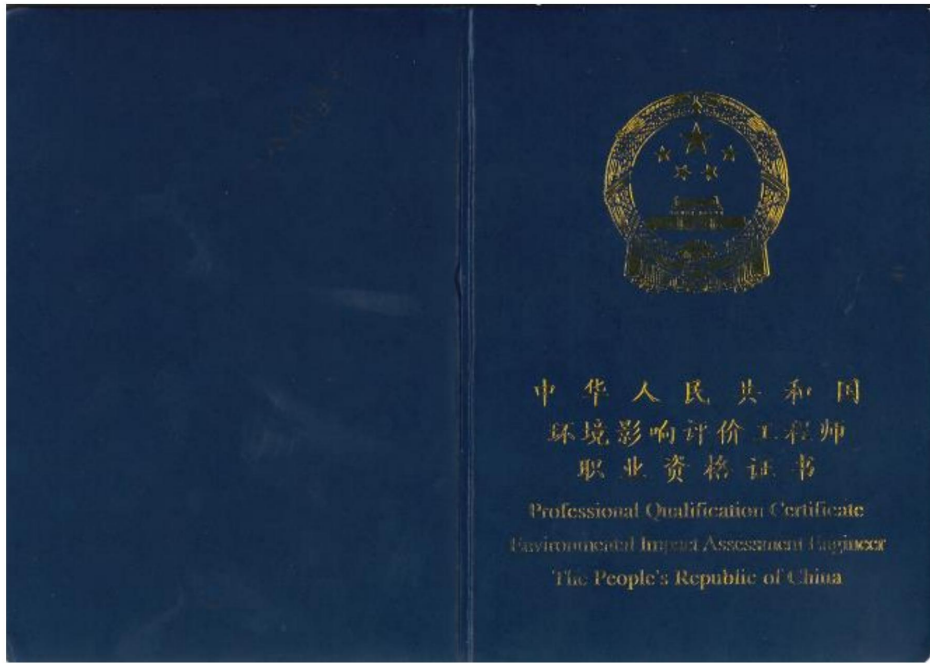 中华人民共和国
环境影响评价工程师
职业资格证书
Professional Qualification Certificate
Environmental Impact Assessment Engineer
The People's Republic of China